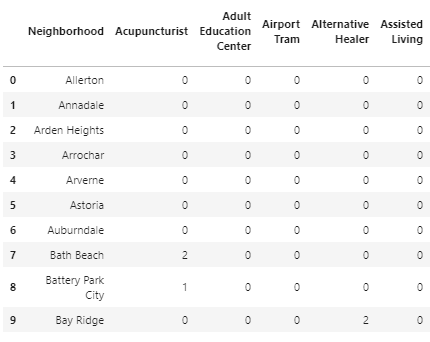 Neighborhood Acupuncturist Adult Education Center Airport Tram Alternative Healer Assisted Living
0 Allerton 0 0 0 0 0
1 Annadale 0 0 0 0 0
2 Arden Heights 0 0 0 0 0
3 Arrochar 0 0 0 0 0
4 Arverne 0 0 0 0 0
5 Astoria 0 0 0 0 0
6 Auburndale 0 0 0 0 0
7 Bath Beach 2 0 0 0 0
8 Battery Park City 1 0 0 0 0
9 Bay Ridge 0 0 0 2 0